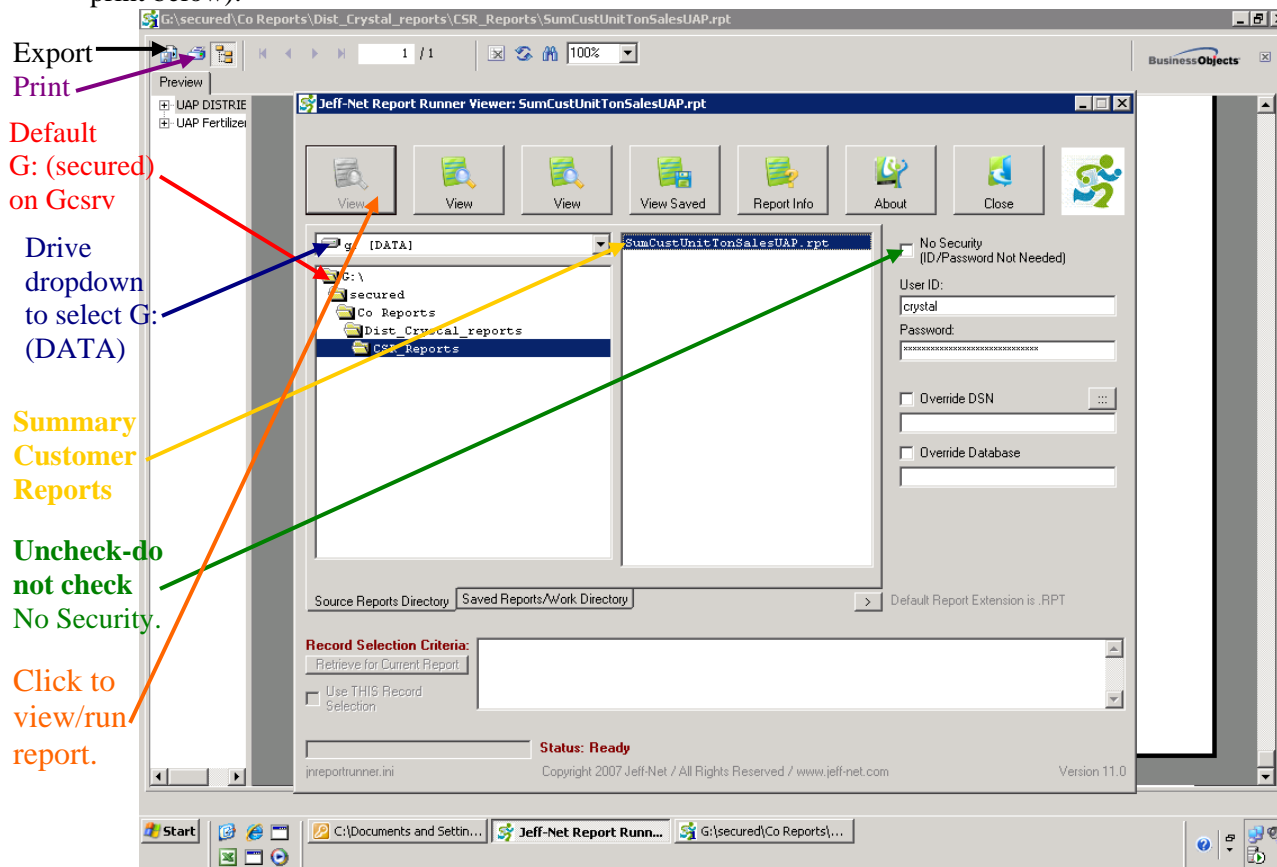 print below).
G:\secured\Co Reports\Dist_Crystal_reports\CSR_Reports\SumCustUnitTonSalesUAP.rpt
Export
Print
1 / 1
100%
BusinessObjects
Preview
UAP DISTRIE
UAP Fertilizer
Jeff-Net Report Runner Viewer: SumCustUnitTonSalesUAP.rpt
View
View
View
View Saved
Report Info
About
Close
Default
G: (secured)
on Gcsrv
Drive
dropdown
to select G:
(DATA)
Summary
Customer
Reports
Uncheck-do
not check
No Security.
Click to
view/run
report.
g: [DATA]
G:\
secured
Co Reports
Dist_Crystal_reports
CSR_Reports
SumCustUnitTonSalesUAP.rpt
No Security
(ID/Password Not Needed)
User ID:
crystal
Password:
xxxxxxxxxxxxxxxxxxxxxxxxxxxx
Override DSN
:::
Override Database
Source Reports Directory
Saved Reports/Work Directory
>
Default Report Extension is .RPT
Record Selection Criteria:
Retrieve for Current Report
Use THIS Record
Selection
Status: Ready
jnreportrunner.ini
Copyright 2007 Jeff-Net / All Rights Reserved / www.jeff-net.com
Version 11.0
Start
C:\Documents and Settin...
Jeff-Net Report Runn...
G:\secured\Co Reports\...